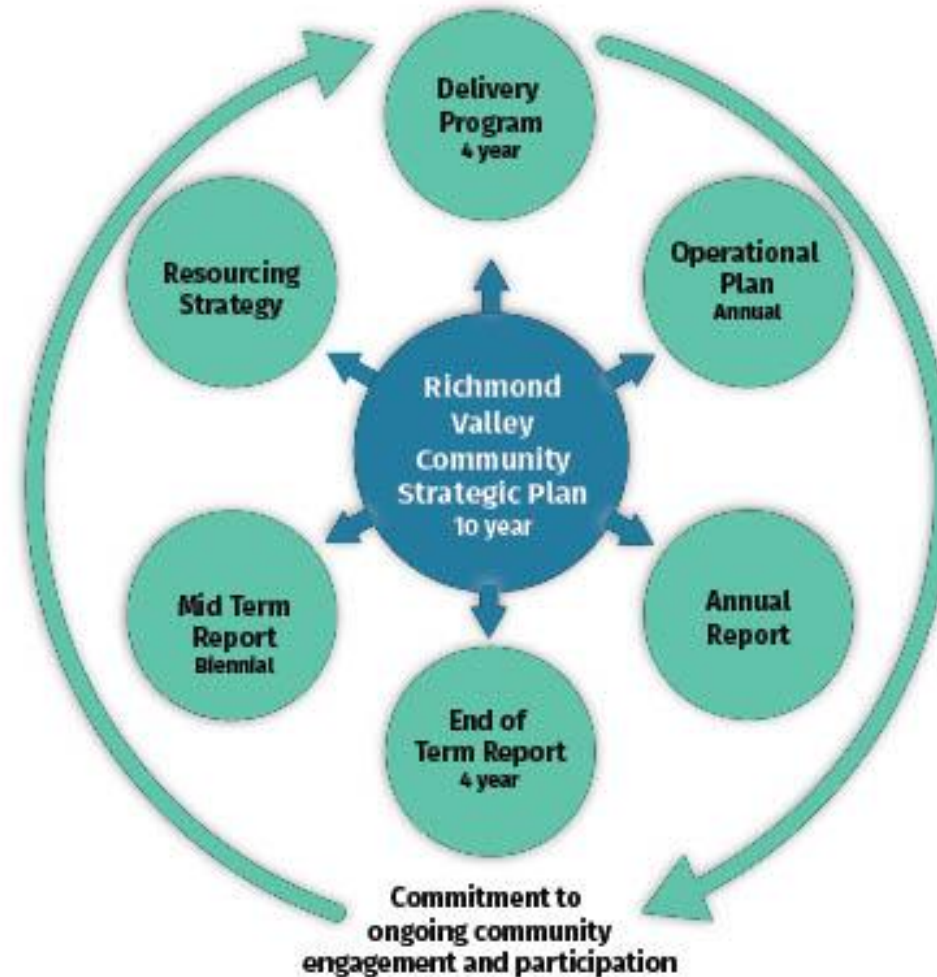 Delivery
Program
4 year
Resourcing
Strategy
Operational
Plan
Annual
Richmond
Valley
Community
Strategic Plan
10 year
Mid Term
Report
Biennial
Annual
Report
End of
Term Report
4 year
Commitment to
ongoing community
engagement and participation